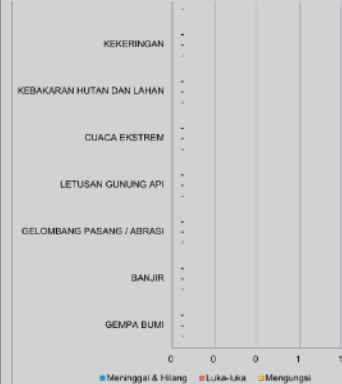 KEKERINGAN
KEBAKARAN HUTAN DAN LAHAN
CUACA EKSTREM
LETUSAN GUNUNG API
GELOMBANG PASANG / ABRASI
BANJIR
GEMPA BUMI
0 0 0 1 1
Meninggal & Hilang Luka-luka Mengungsi